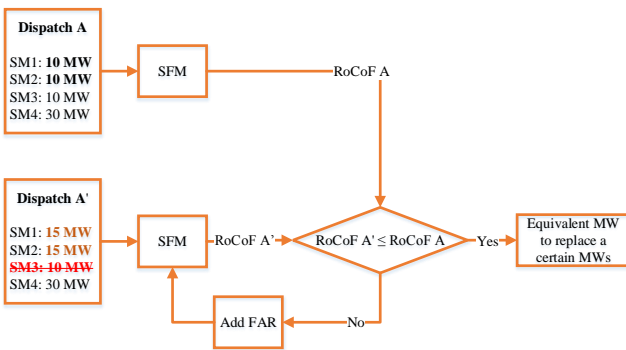 Dispatch A
SM1: 10 MW
SM2: 10 MW
SM3: 10 MW
SM4: 30 MW
SFM
RoCoF A
Dispatch A'
SM1: 15 MW
SM2: 15 MW
SM3: 10 MW
SM4: 30 MW
SFM
RoCoF A’
RoCoF A' ≤ RoCoF A
Yes
Equivalent MW
to replace a
certain MWs
Add FAR
No